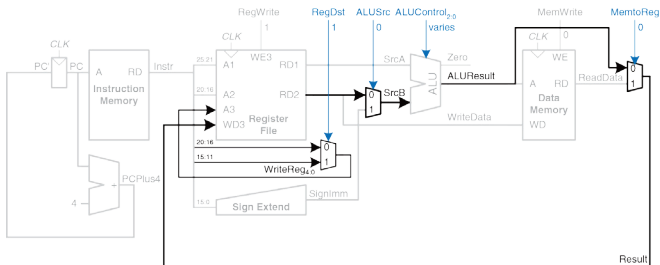 RegWrite
1
RegDst
1
ALUSrc
0
ALUControl2:0
varies
MemWrite
0
MemtoReg
0
CLK
PC'
PC
A
RD
Instruction
Memory
Instr
25:21
20:16
CLK
A1
A2
A3
WD3
WE3
RD1
RD2
Register
File
20:16
15:11
0
1
WriteReg4:0
15:0
Sign Extend
SignImm
0
1
SrcA
SrcB
ALU
Zero
ALUResult
WriteData
CLK
A
WE
RD
Data
Memory
WD
ReadData
0
1
4
+
PCPlus4
Result